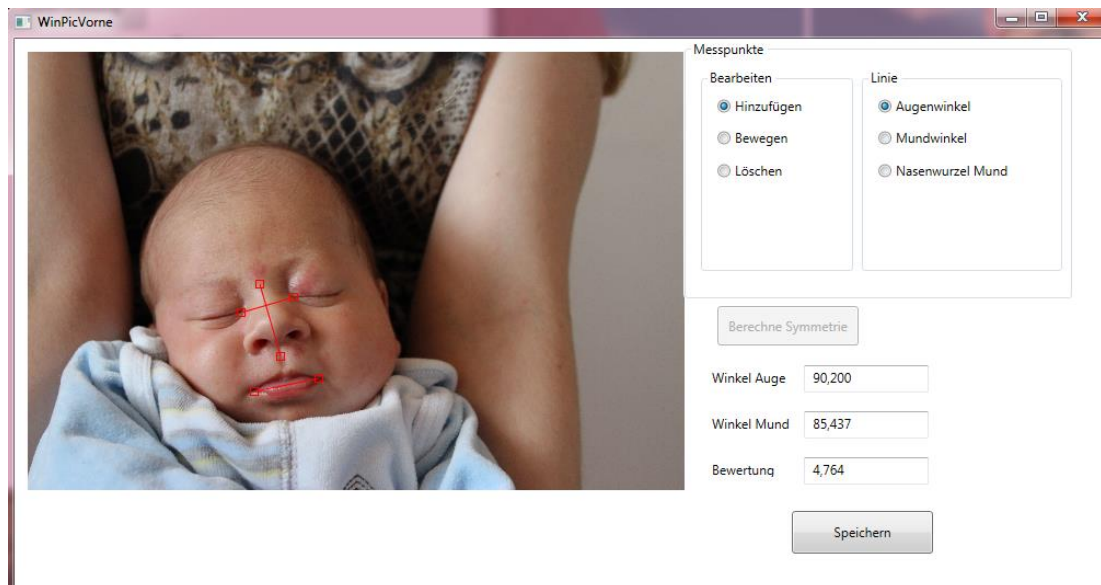 WinPicVorne
Messpunkte
Bearbeiten
Hinzufügen
Bewegen
Löschen
Linie
Augenwinkel
Mundwinkel
Nasenwurzel Mund
Berechne Symmetrie
Winkel Auge 90,200
Winkel Mund 85,437
Bewertung 4,764
Speichern